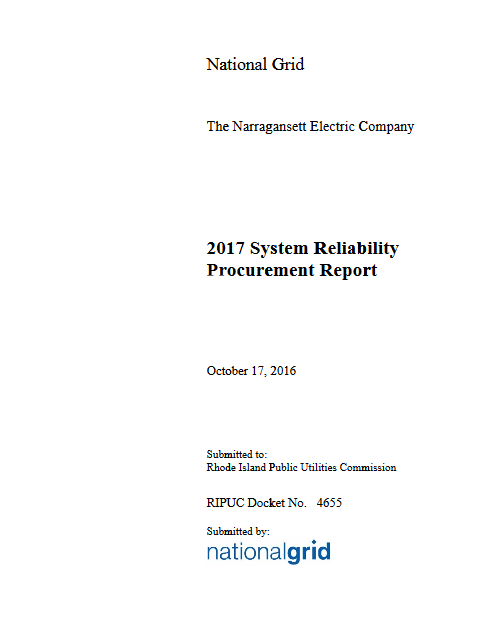 National Grid
The Narragansett Electric Company
2017 System Reliability
Procurement Report
October 17, 2016
Submitted to:
Rhode Island Public Utilities Commission
RIPUC Docket No. 4655
Submitted by:
nationalgrid